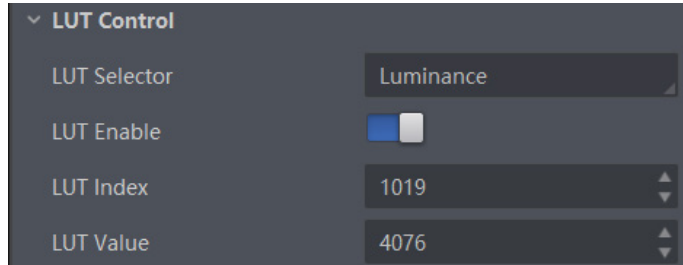 LUT Control
LUT Selector Luminance
LUT Enable
LUT Index 1019
LUT Value 4076